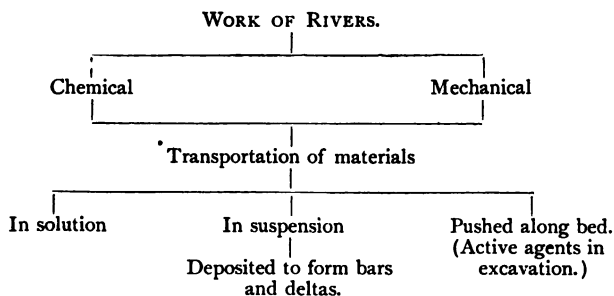 WORK OF RIVERS.
Chemical Mechanical
Transportation of materials
In solution In suspension Pushed along bed.
(Active agents in
Deposited to form bars excavation.)
and deltas.